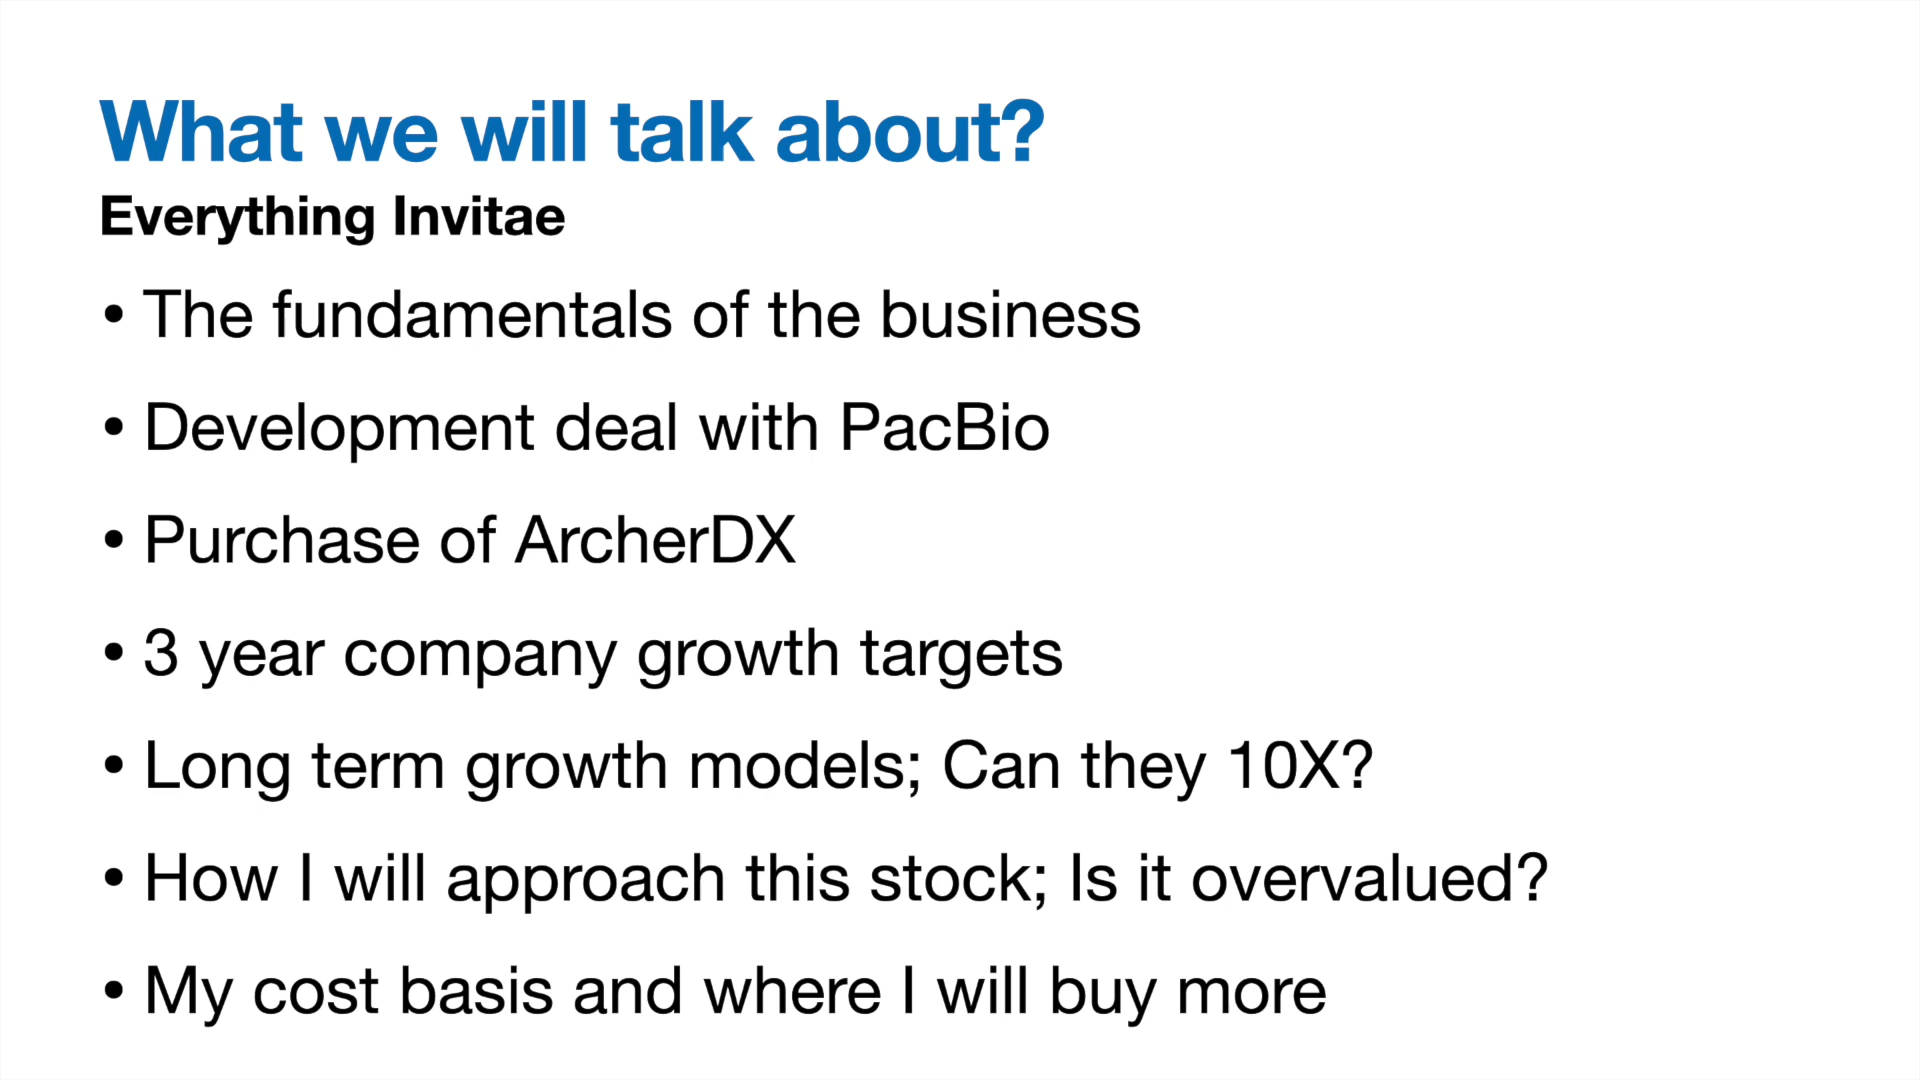 What we will talk about?
Everything Invitae
• The fundamentals of the business
• Development deal with PacBio
• Purchase of ArcherDX
• 3 year company growth targets
• Long term growth models; Can they 10X?
• How I will approach this stock; Is it overvalued?
• My cost basis and where I will buy more